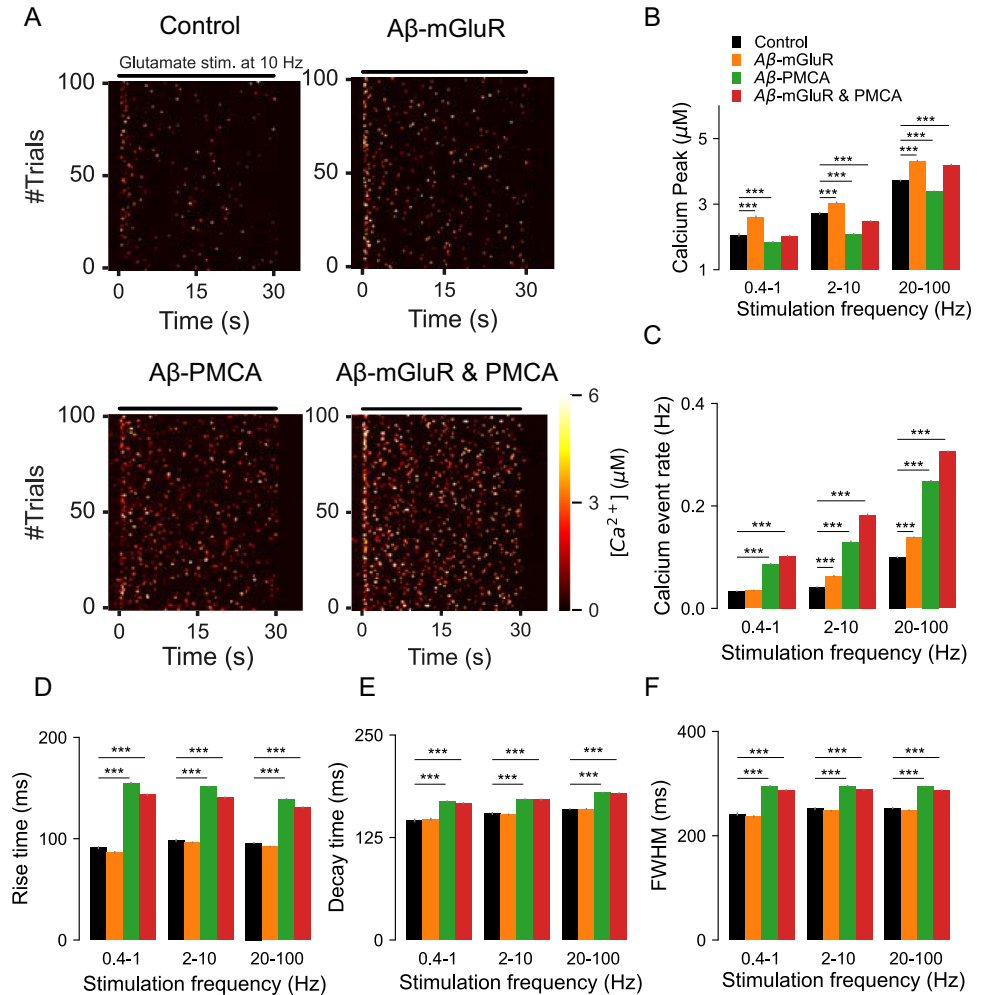 A
Control
Aβ-mGluR
Glutamate stim. at 10 Hz
#Trials
100
50
0
0 15 30
Time (s)
100
50
0
0 15 30
Time (s)
Aβ-PMCA
Aβ-mGluR & PMCA
#Trials
100
50
0
0 15 30
Time (s)
100
50
0
0 15 30
Time (s)
6
3
0
[Ca²⁺] (μM)
B
Control
Aβ-mGluR
Aβ-PMCA
Aβ-mGluR & PMCA
Calcium Peak (μM)
5
3
1
*** ***
*** *** ***
*** *** ***
0.4-1 2-10 20-100
Stimulation frequency (Hz)
C
Calcium event rate (Hz)
0.4
0.2
0.0
*** ***
*** *** ***
*** *** ***
0.4-1 2-10 20-100
Stimulation frequency (Hz)
D
Rise time (ms)
200
100
0
*** *** ***
*** *** ***
0.4-1 2-10 20-100
Stimulation frequency (Hz)
E
Decay time (ms)
250
125
0
*** *** ***
*** *** ***
0.4-1 2-10 20-100
Stimulation frequency (Hz)
F
FWHM (ms)
400
200
0
*** *** ***
*** *** ***
0.4-1 2-10 20-100
Stimulation frequency (Hz)